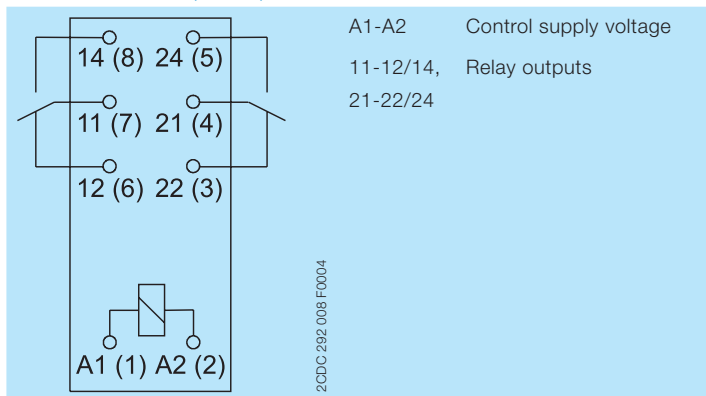 14 (8) 24 (5)
11 (7) 21 (4)
12 (6) 22 (3)
A1 (1) A2 (2)
2CDC 292 008 F0004
A1-A2 Control supply voltage
11-12/14, Relay outputs
21-22/24